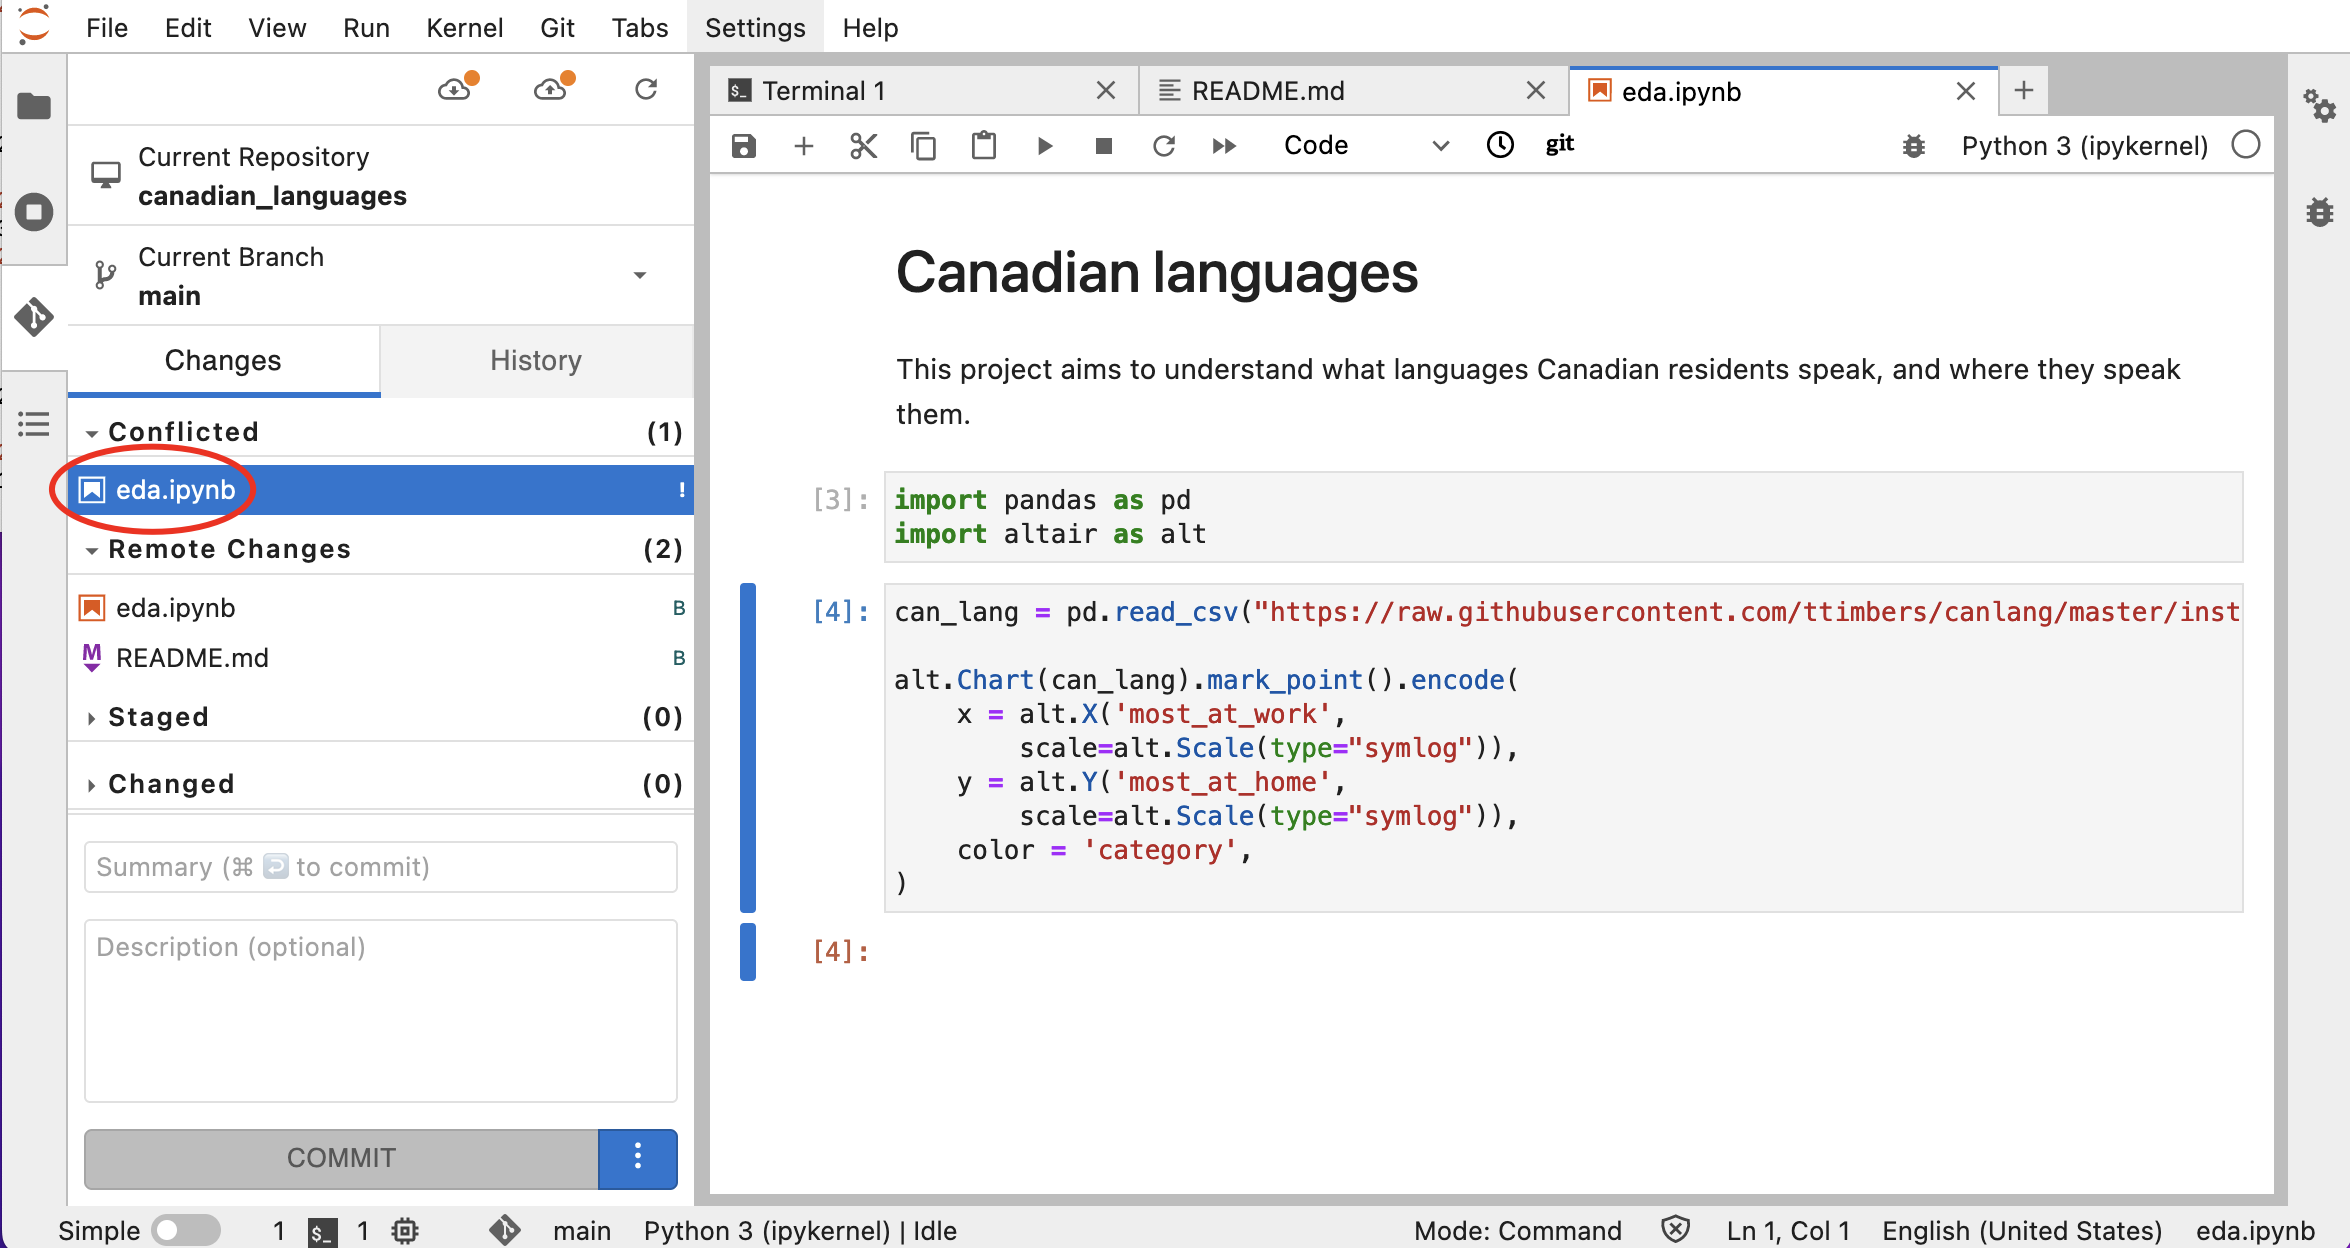 File Edit View Run Kernel Git Tabs Settings Help
Current Repository
canadian_languages
Current Branch
main
Changes History
Conflicted (1)
eda.ipynb !
Remote Changes (2)
eda.ipynb B
README.md B
Staged (0)
Changed (0)
Summary (⌘ to commit)
Description (optional)
COMMIT
Terminal 1 README.md eda.ipynb
Code git Python 3 (ipykernel)
Canadian languages
This project aims to understand what languages Canadian residents speak, and where they speak
them.
[3]: import pandas as pd
import altair as alt
[4]: can_lang = pd.read_csv("https://raw.githubusercontent.com/ttimbers/canlang/master/inst
alt.Chart(can_lang).mark_point().encode(
x = alt.X('most_at_work',
scale=alt.Scale(type="symlog")),
y = alt.Y('most_at_home',
scale=alt.Scale(type="symlog")),
color = 'category',
)
[4]:
Simple 1 $_ 1 main Python 3 (ipykernel) | Idle Mode: Command Ln 1, Col 1 English (United States) eda.ipynb